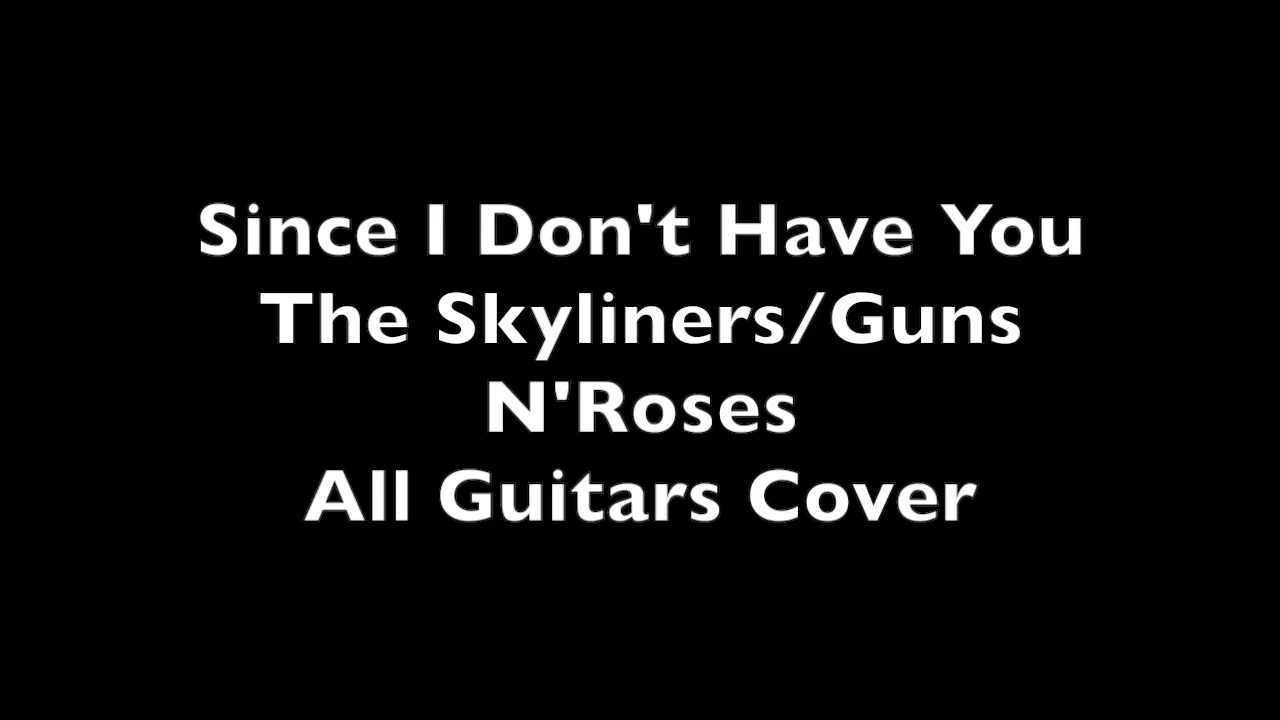 Since I Don't Have You
The Skyliners/Guns
N'Roses
All Guitars Cover